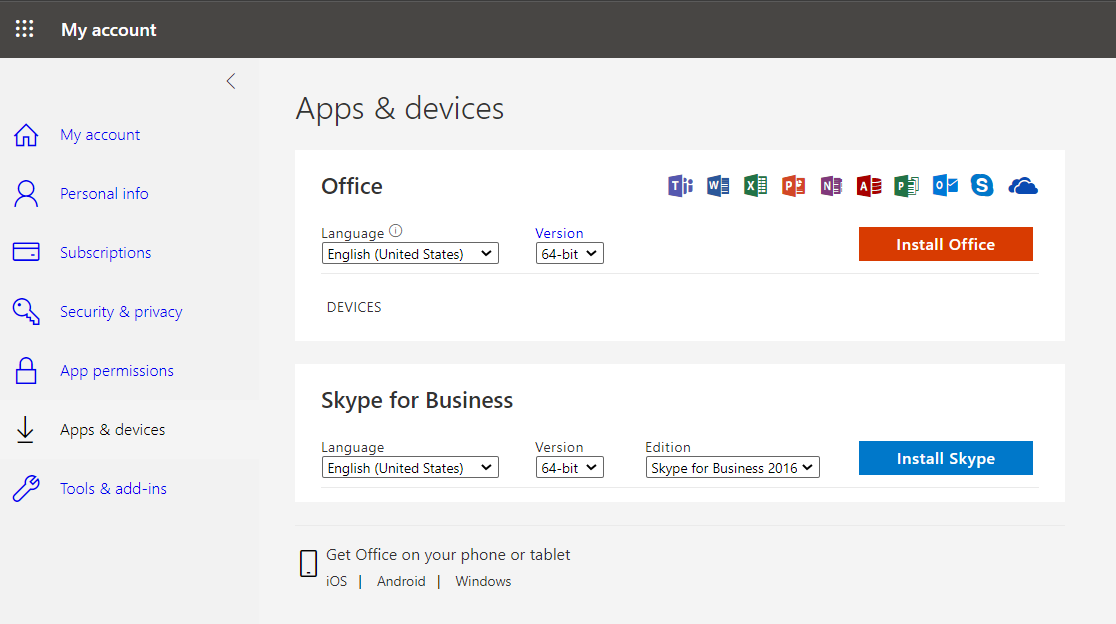 My account
My account
Personal info
Subscriptions
Security & privacy
App permissions
Apps & devices
Tools & add-ins
Apps & devices
Office
T W X P N A P O S
Language i Version
English (United States) 64-bit Install Office
DEVICES
Skype for Business
Language Version Edition
English (United States) 64-bit Skype for Business 2016 Install Skype
Get Office on your phone or tablet
iOS | Android | Windows